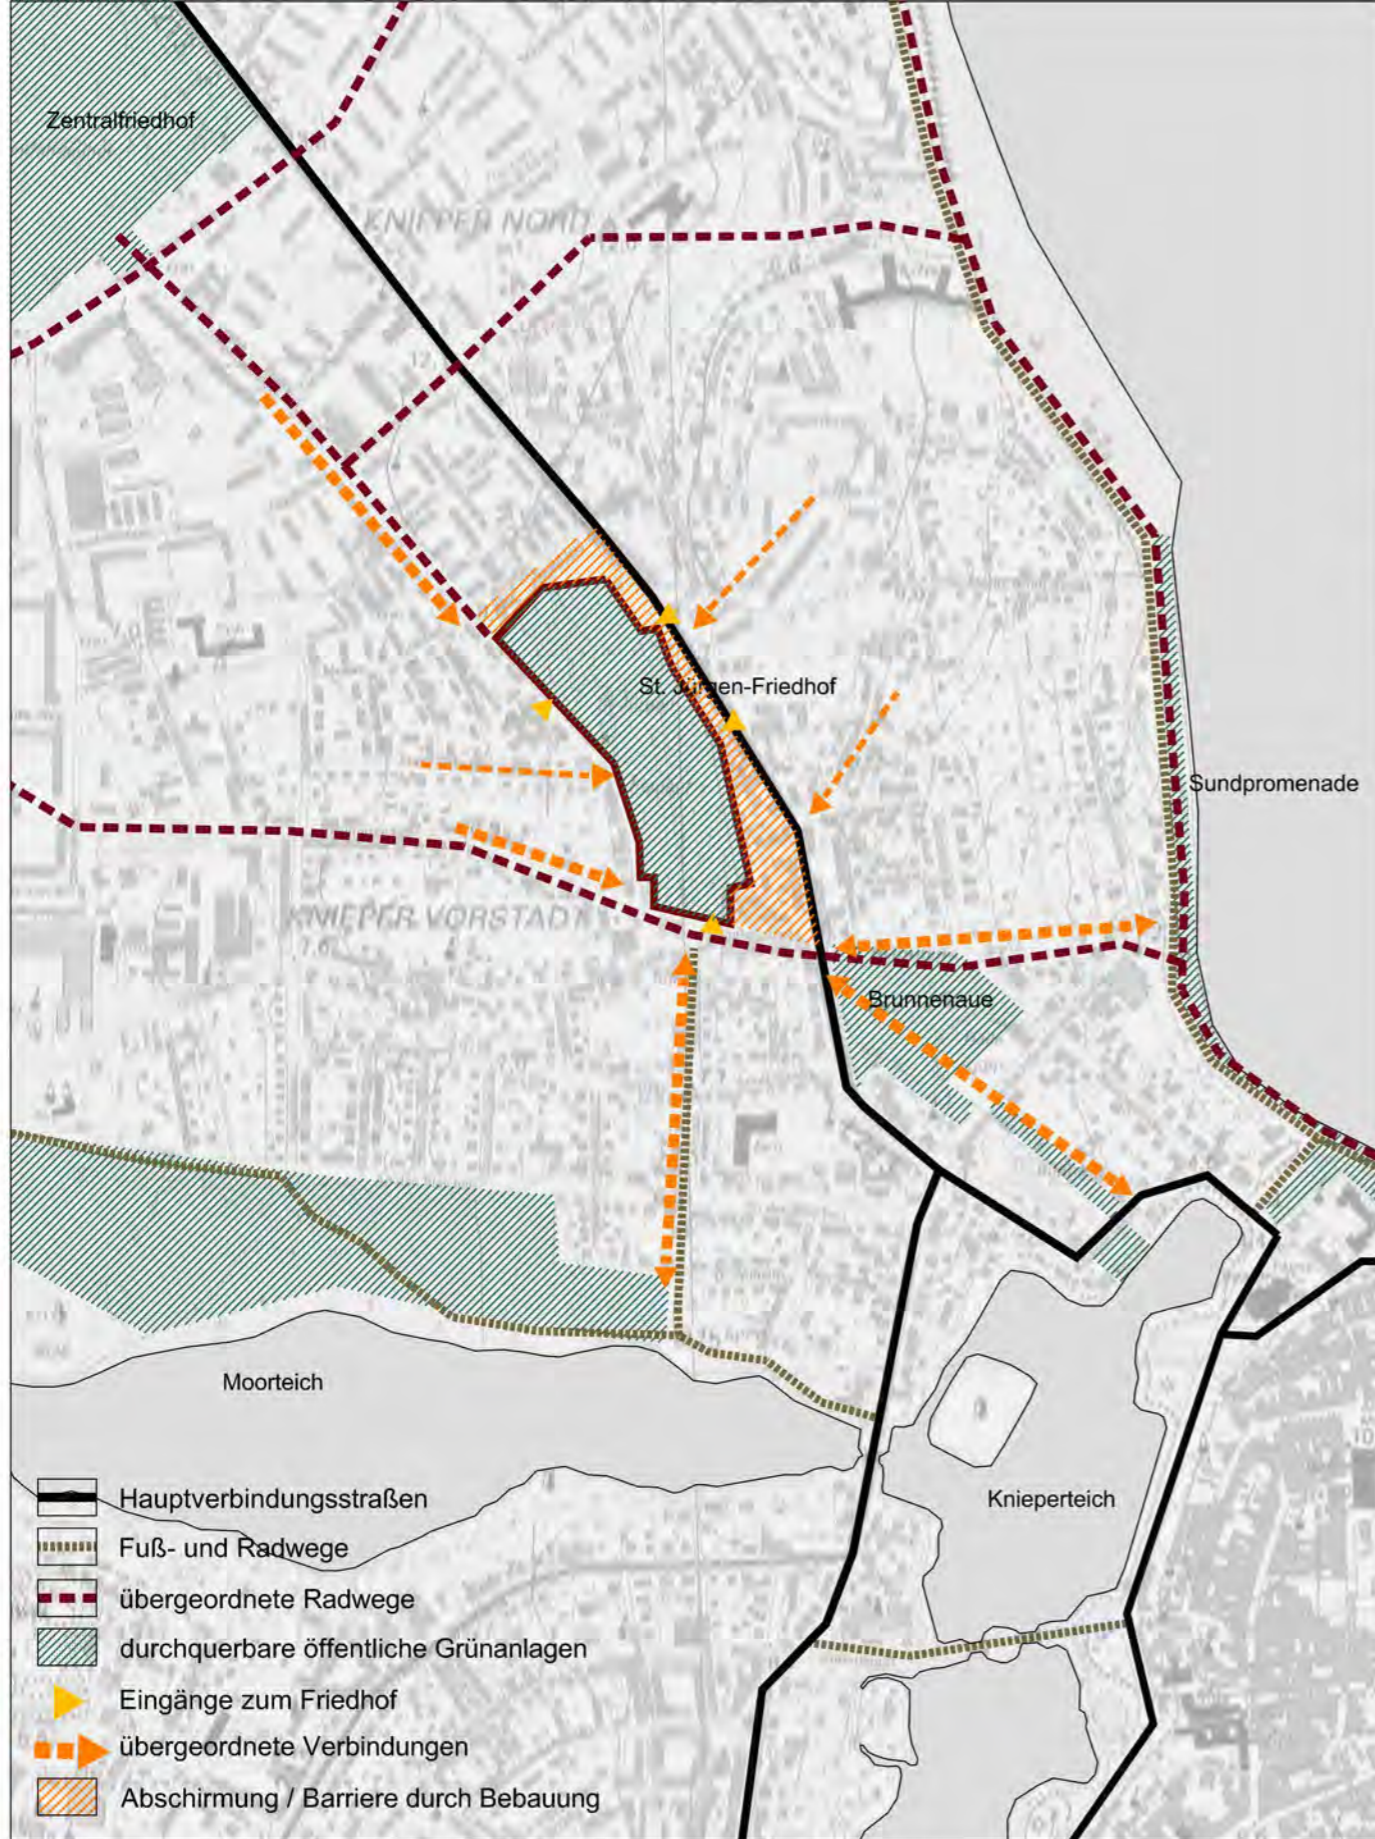 Zentralfriedhof
KNIEPER NORD
St. Jürgen-Friedhof
Sundpromenade
KNIEPER VORSTADT
Brunnenaue
Moorteich
Knieperteich
Hauptverbindungsstraßen
Fuß- und Radwege
übergeordnete Radwege
durchquerbare öffentliche Grünanlagen
Eingänge zum Friedhof
übergeordnete Verbindungen
Abschirmung / Barriere durch Bebauung